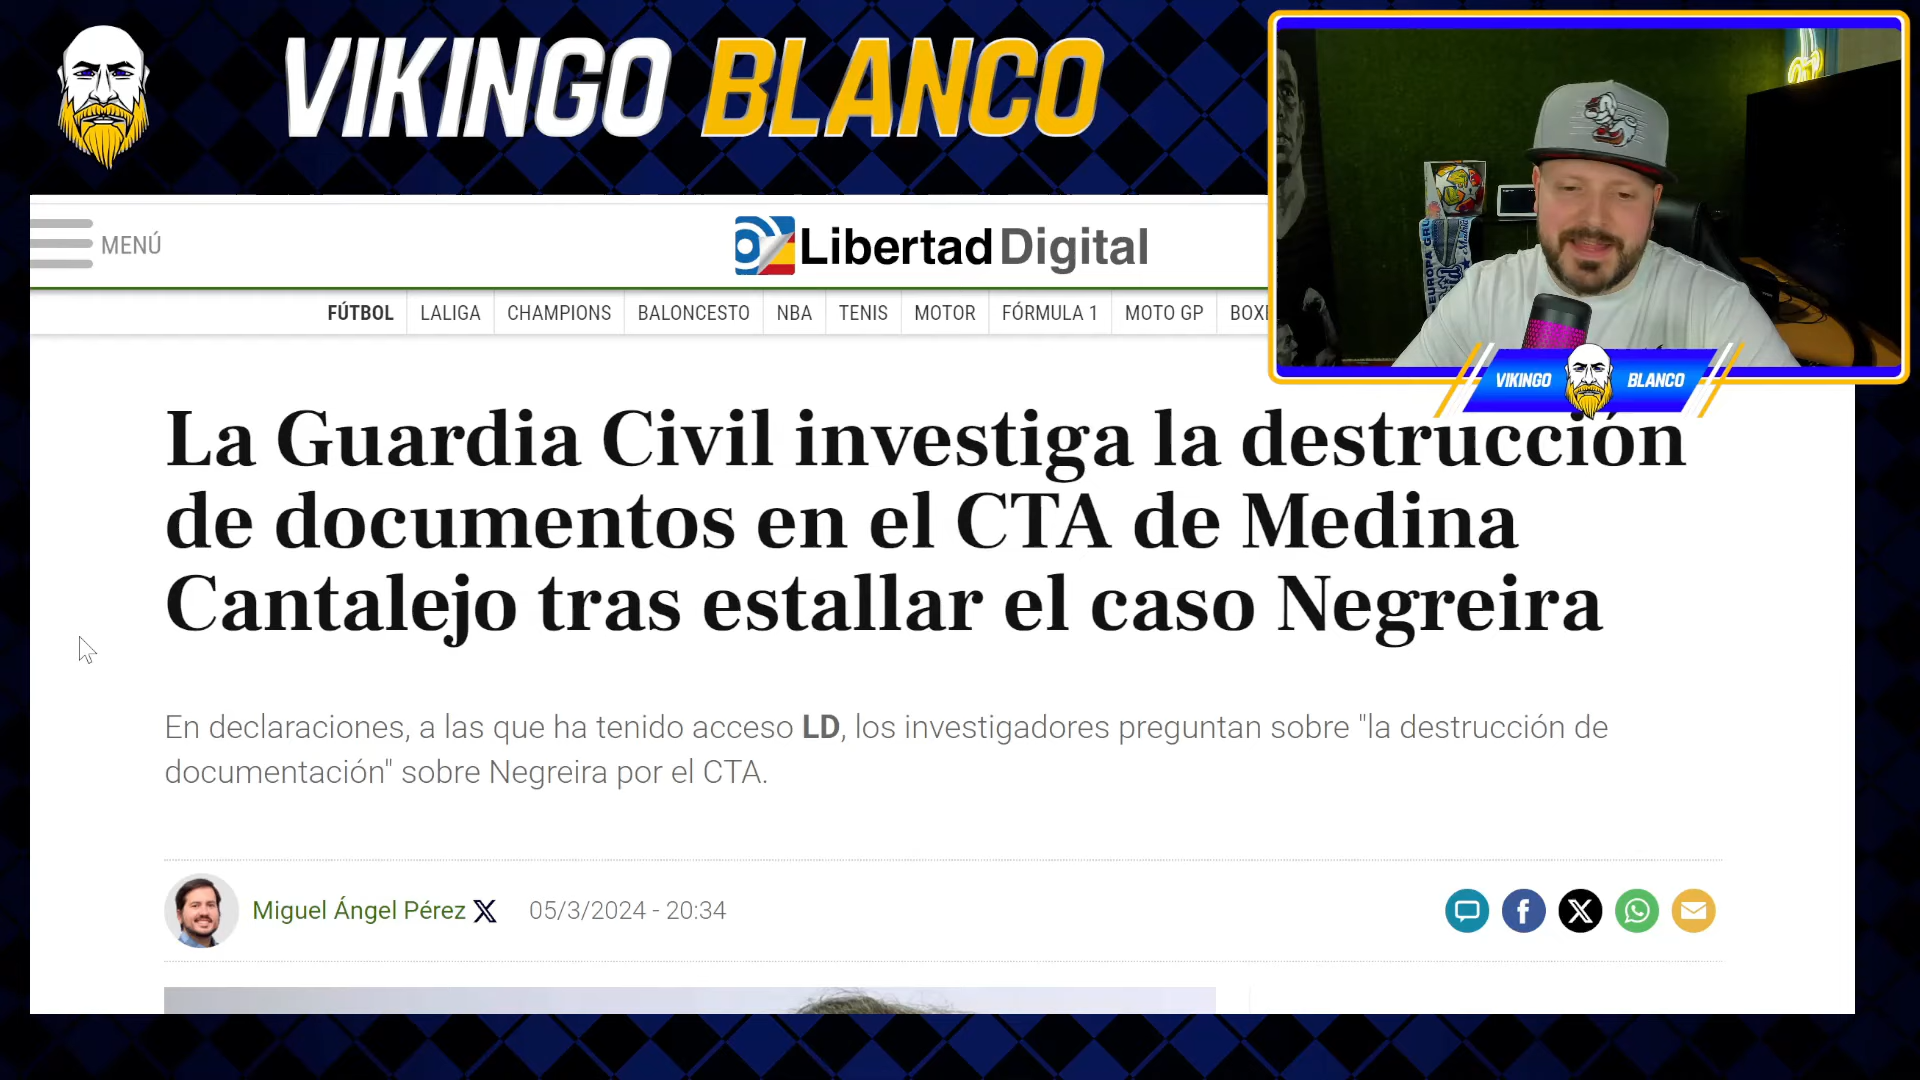 VIKINGO BLANCO
MENÚ
Libertad Digital
FÚTBOL LALIGA CHAMPIONS BALONCESTO NBA TENIS MOTOR FÓRMULA 1 MOTO GP
VIKINGO BLANCO
La Guardia Civil investiga la destrucción
de documentos en el CTA de Medina
Cantalejo tras estallar el caso Negreira
En declaraciones, a las que ha tenido acceso LD, los investigadores preguntan sobre "la destrucción de
documentación" sobre Negreira por el CTA.
Miguel Ángel Pérez X 05/3/2024 - 20:34